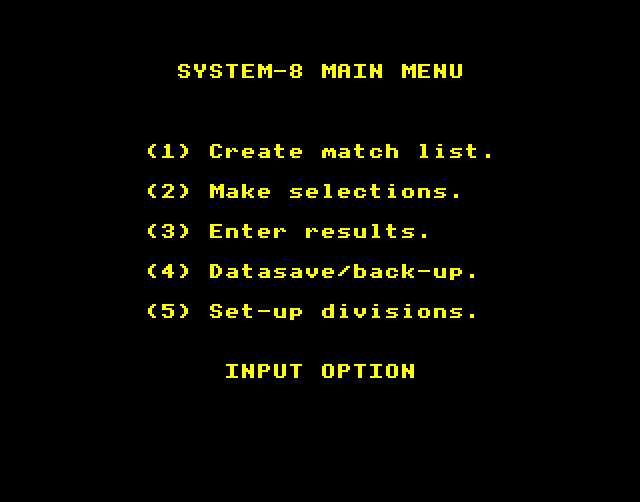 SYSTEM-8 MAIN MENU
(1) Create match list.
(2) Make selections.
(3) Enter results.
(4) Datasave/back-up.
(5) Set-up divisions.
INPUT OPTION